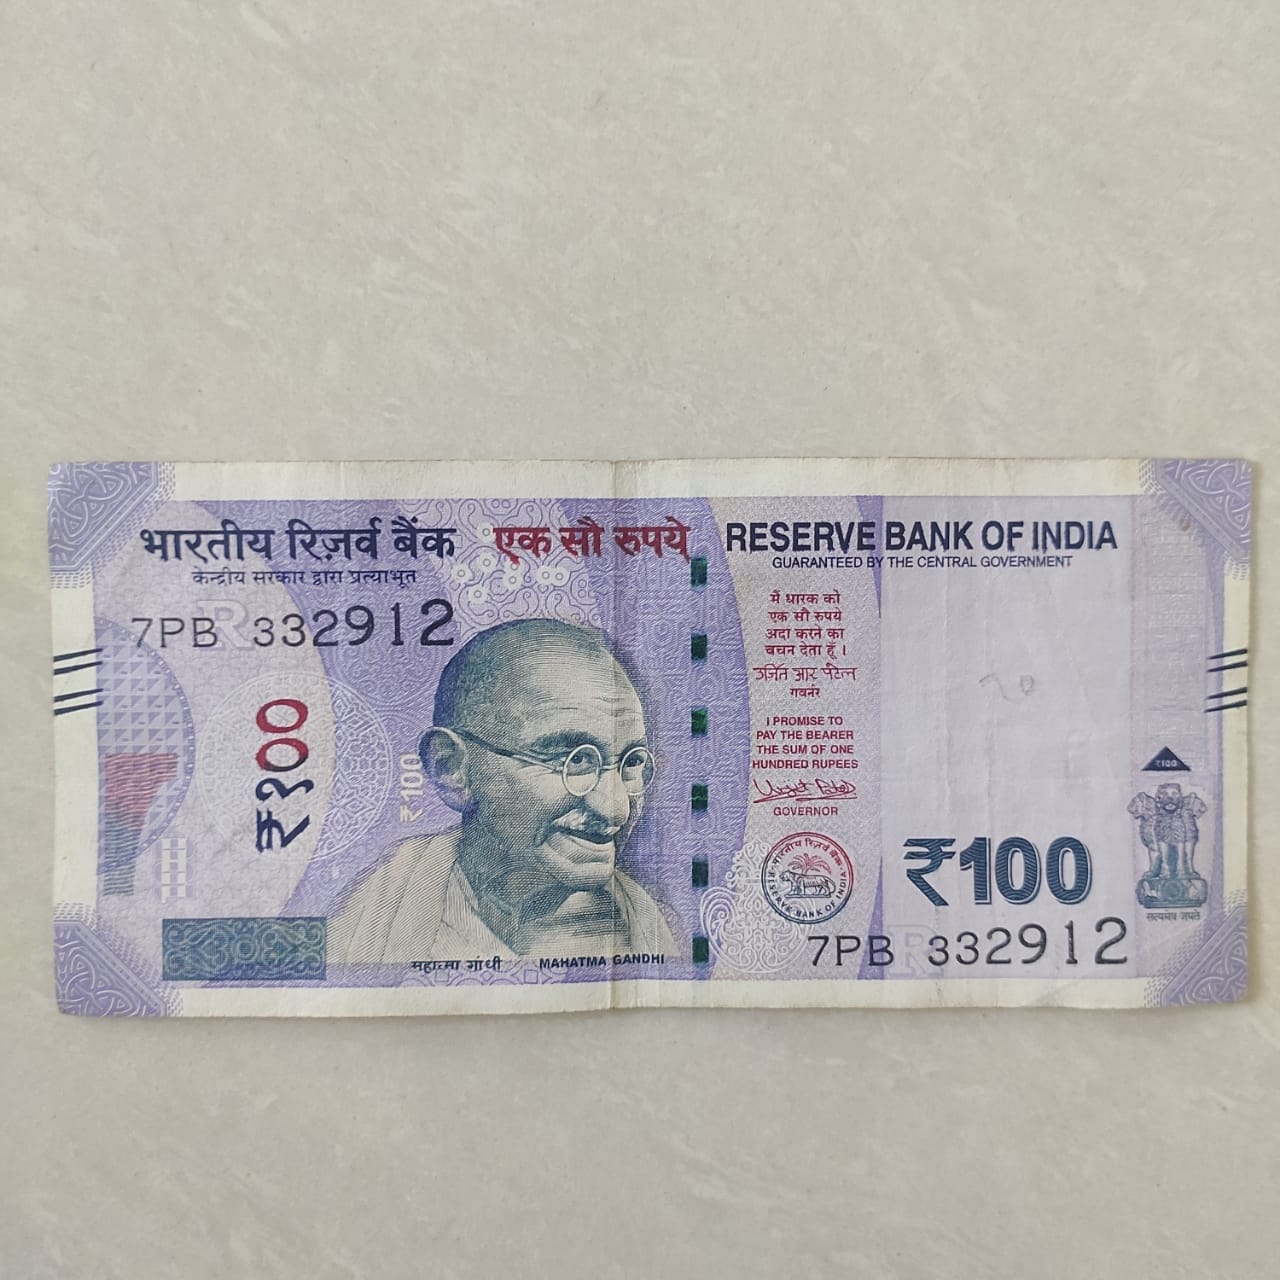 भारतीय रिज़र्व बैंक
केन्द्रीय सरकार द्वारा प्रत्याभूत
एक सौ रुपये
RESERVE BANK OF INDIA
GUARANTEED BY THE CENTRAL GOVERNMENT
7PB 332912
मैं धारक को
एक सौ रुपये
अदा करने का
वचन देता हूँ ।
उर्जित आर पटेल
गवर्नर
₹१००
₹100
I PROMISE TO
PAY THE BEARER
THE SUM OF ONE
HUNDRED RUPEES
GOVERNOR
भारतीय रिज़र्व बैंक
RESERVE BANK OF INDIA
₹100
₹100
सत्यमेव जयते
महात्मा गांधी
MAHATMA GANDHI
7PB 332912